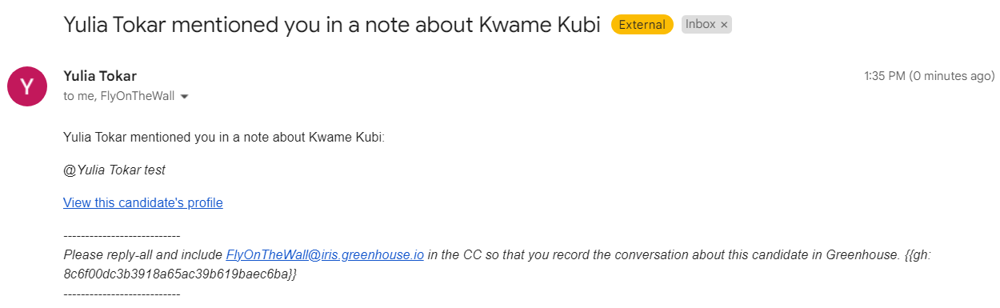 Yulia Tokar mentioned you in a note about Kwame Kubi External Inbox ×
Y
Yulia Tokar 1:35 PM (0 minutes ago)
to me, FlyOnTheWall
Yulia Tokar mentioned you in a note about Kwame Kubi:
@Yulia Tokar test
View this candidate's profile
---------------------------
Please reply-all and include FlyOnTheWall@iris.greenhouse.io in the CC so that you record the conversation about this candidate in Greenhouse. {{gh:
8c6f00dc3b3918a65ac39b619baec6ba}}
---------------------------